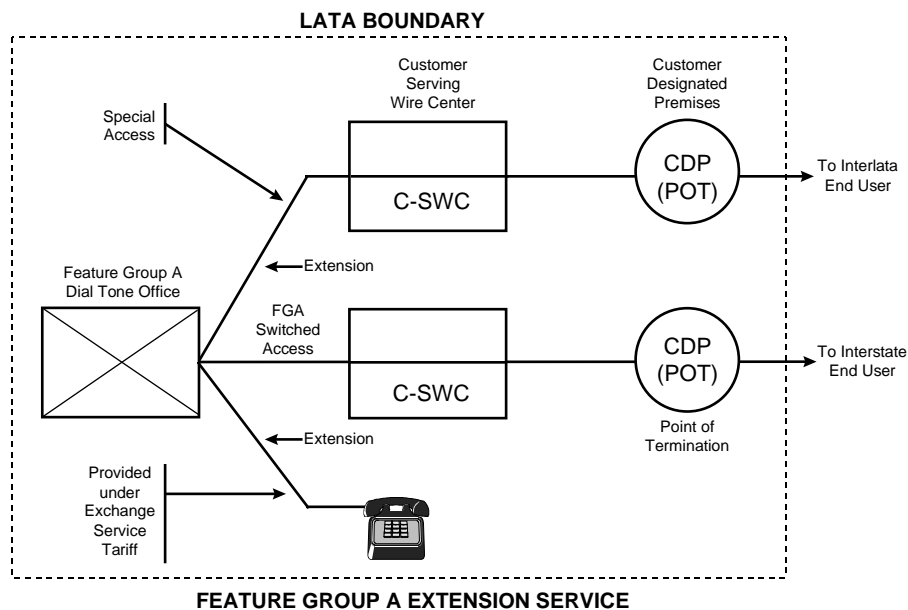 LATA BOUNDARY
Customer
Serving
Wire Center
Customer
Designated
Premises
Special
Access
CDP
(POT)
To Interlata
End User
C-SWC
Extension
Feature Group A
Dial Tone Office
FGA
Switched
Access
CDP
(POT)
To Interstate
End User
C-SWC
Extension
Point of
Termination
Provided
under
Exchange
Service
Tariff
FEATURE GROUP A EXTENSION SERVICE